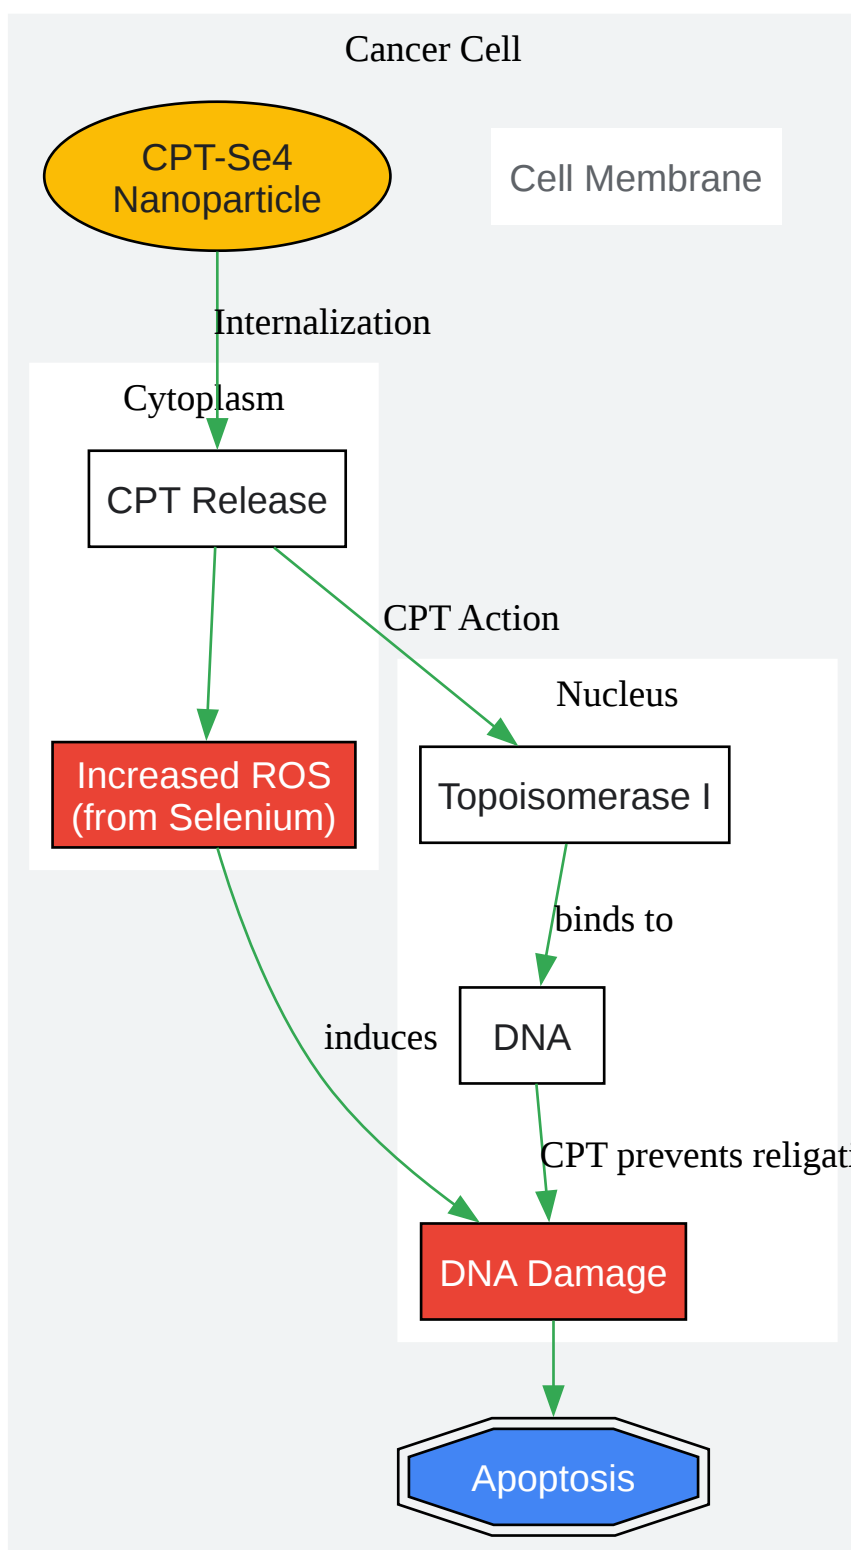 Cancer Cell
CPT-Se4
Nanoparticle
Cell Membrane
Internalization
Cytoplasm
CPT Release
CPT Action
Nucleus
Increased ROS
(from Selenium)
Topoisomerase I
binds to
DNA
induces
CPT prevents
DNA Damage
Apoptosis